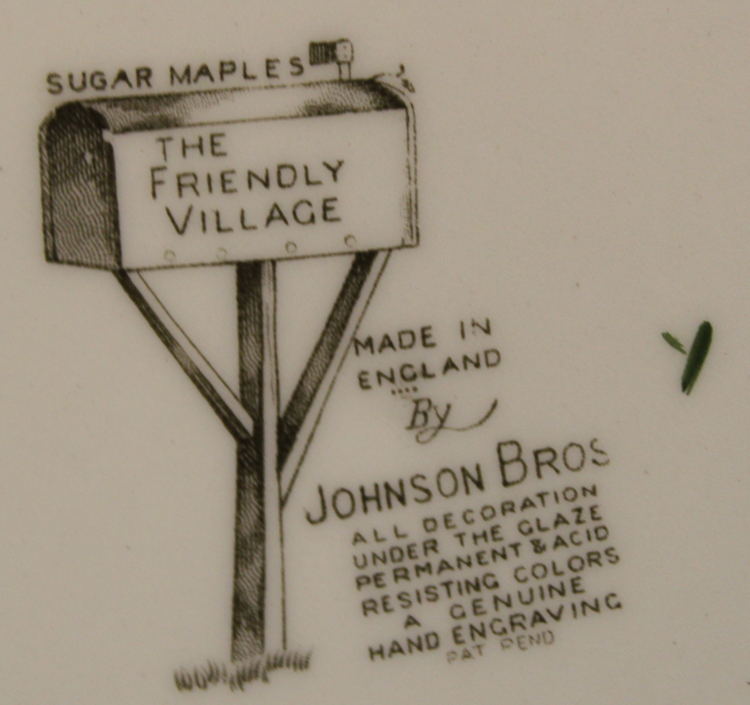 SUGAR MAPLES
THE
FRIENDLY
VILLAGE
MADE IN
ENGLAND
By
JOHNSON BROS
ALL DECORATION
UNDER THE GLAZE
PERMANENT & ACID
RESISTING COLORS
A GENUINE
HAND ENGRAVING
PAT PEND